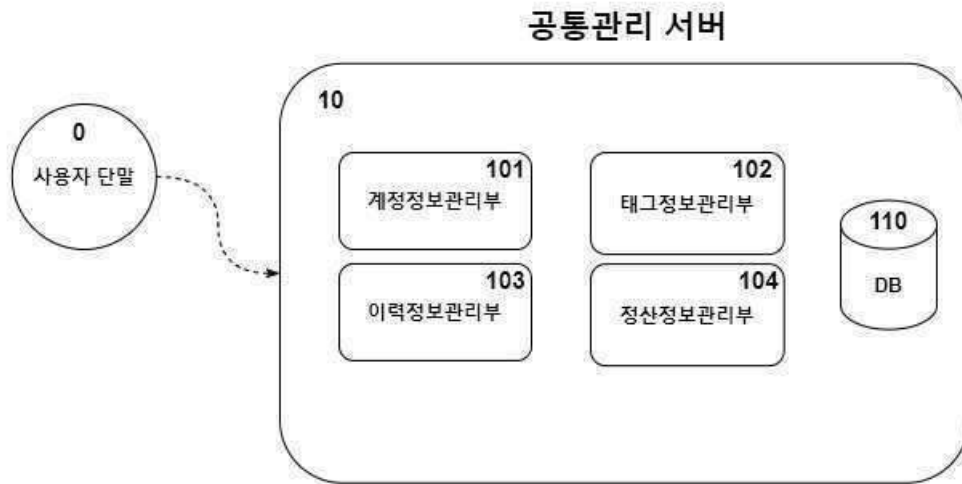 공통관리 서버
10
0
사용자 단말
101
계정정보관리부
102
태그정보관리부
110
DB
103
이력정보관리부
104
정산정보관리부